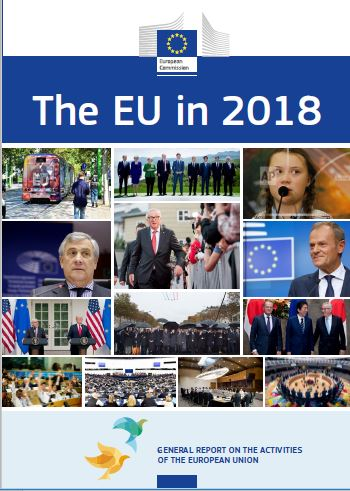 European
Commission
The EU in 2018
GENERAL REPORT ON THE ACTIVITIES
OF THE EUROPEAN UNION